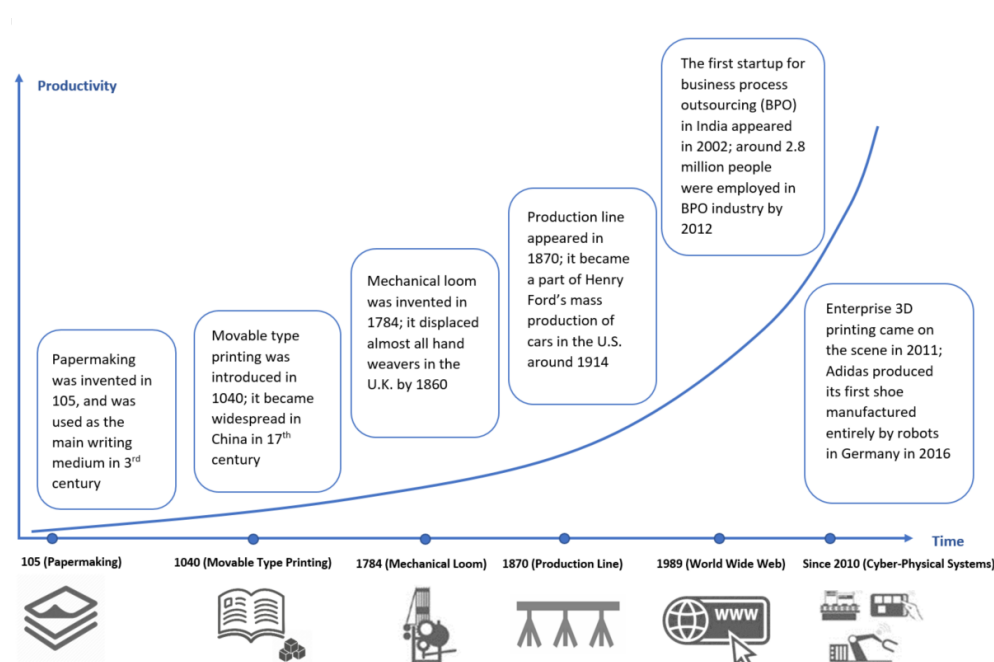 Productivity
Papermaking
was invented in
105, and was
used as the
main writing
medium in 3rd
century
Movable type
printing was
introduced in
1040; it became
widespread in
China in 17th
century
Mechanical loom
was invented in
1784; it displaced
almost all hand
weavers in the
U.K. by 1860
Production line
appeared in
1870; it became
a part of Henry
Ford’s mass
production of
cars in the U.S.
around 1914
The first startup for
business process
outsourcing (BPO)
in India appeared
in 2002; around 2.8
million people
were employed in
BPO industry by
2012
Enterprise 3D
printing came on
the scene in 2011;
Adidas produced
its first shoe
manufactured
entirely by robots
in Germany in 2016
Time
105 (Papermaking)
1040 (Movable Type Printing)
1784 (Mechanical Loom)
1870 (Production Line)
1989 (World Wide Web)
Since 2010 (Cyber-Physical Systems)
WWW